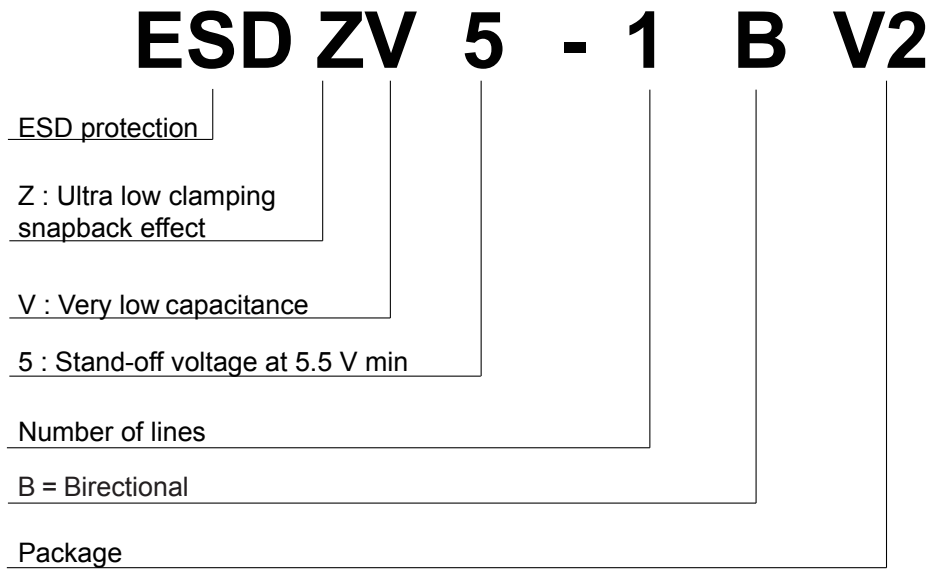 ESD ZV 5 - 1 B V2
ESD protection
Z : Ultra low clamping
snapback effect
V : Very low capacitance
5 : Stand-off voltage at 5.5 V min
Number of lines
B = Birectional
Package